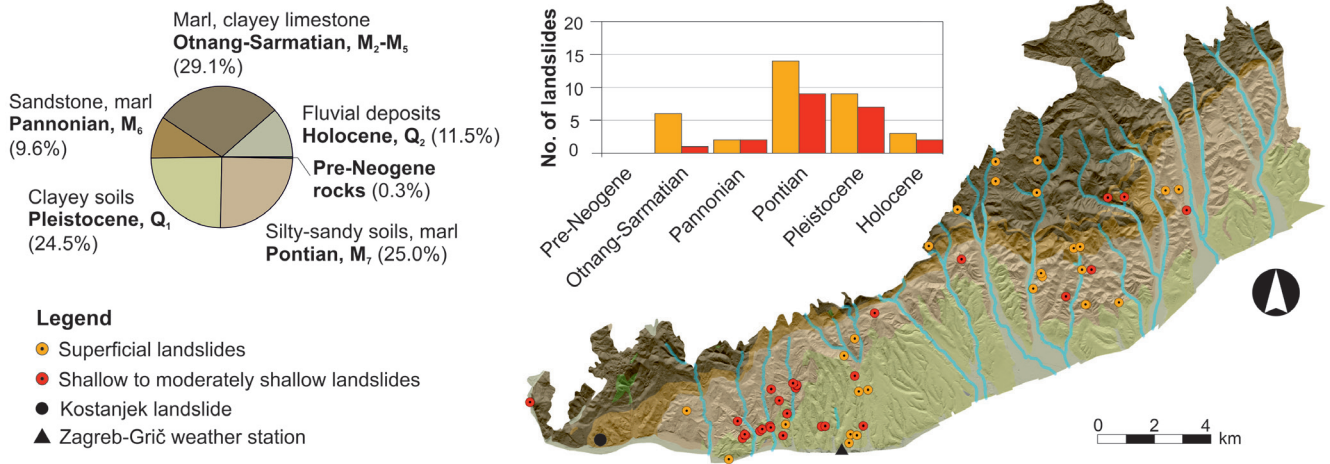 Marl, clayey limestone
Otnang-Sarmatian, M₂-M₅
(29.1%)
Sandstone, marl
Pannonian, M₆
(9.6%)
Fluvial deposits
Holocene, Q₂ (11.5%)
Pre-Neogene
rocks (0.3%)
Clayey soils
Pleistocene, Q₁
(24.5%)
Silty-sandy soils, marl
Pontian, M₇ (25.0%)
No. of landslides
20
15
10
5
0
Pre-Neogene
Otnang-Sarmatian
Pannonian
Pontian
Pleistocene
Holocene
Legend
Superficial landslides
Shallow to moderately shallow landslides
Kostanjek landslide
Zagreb-Grič weather station
0 2 4
km